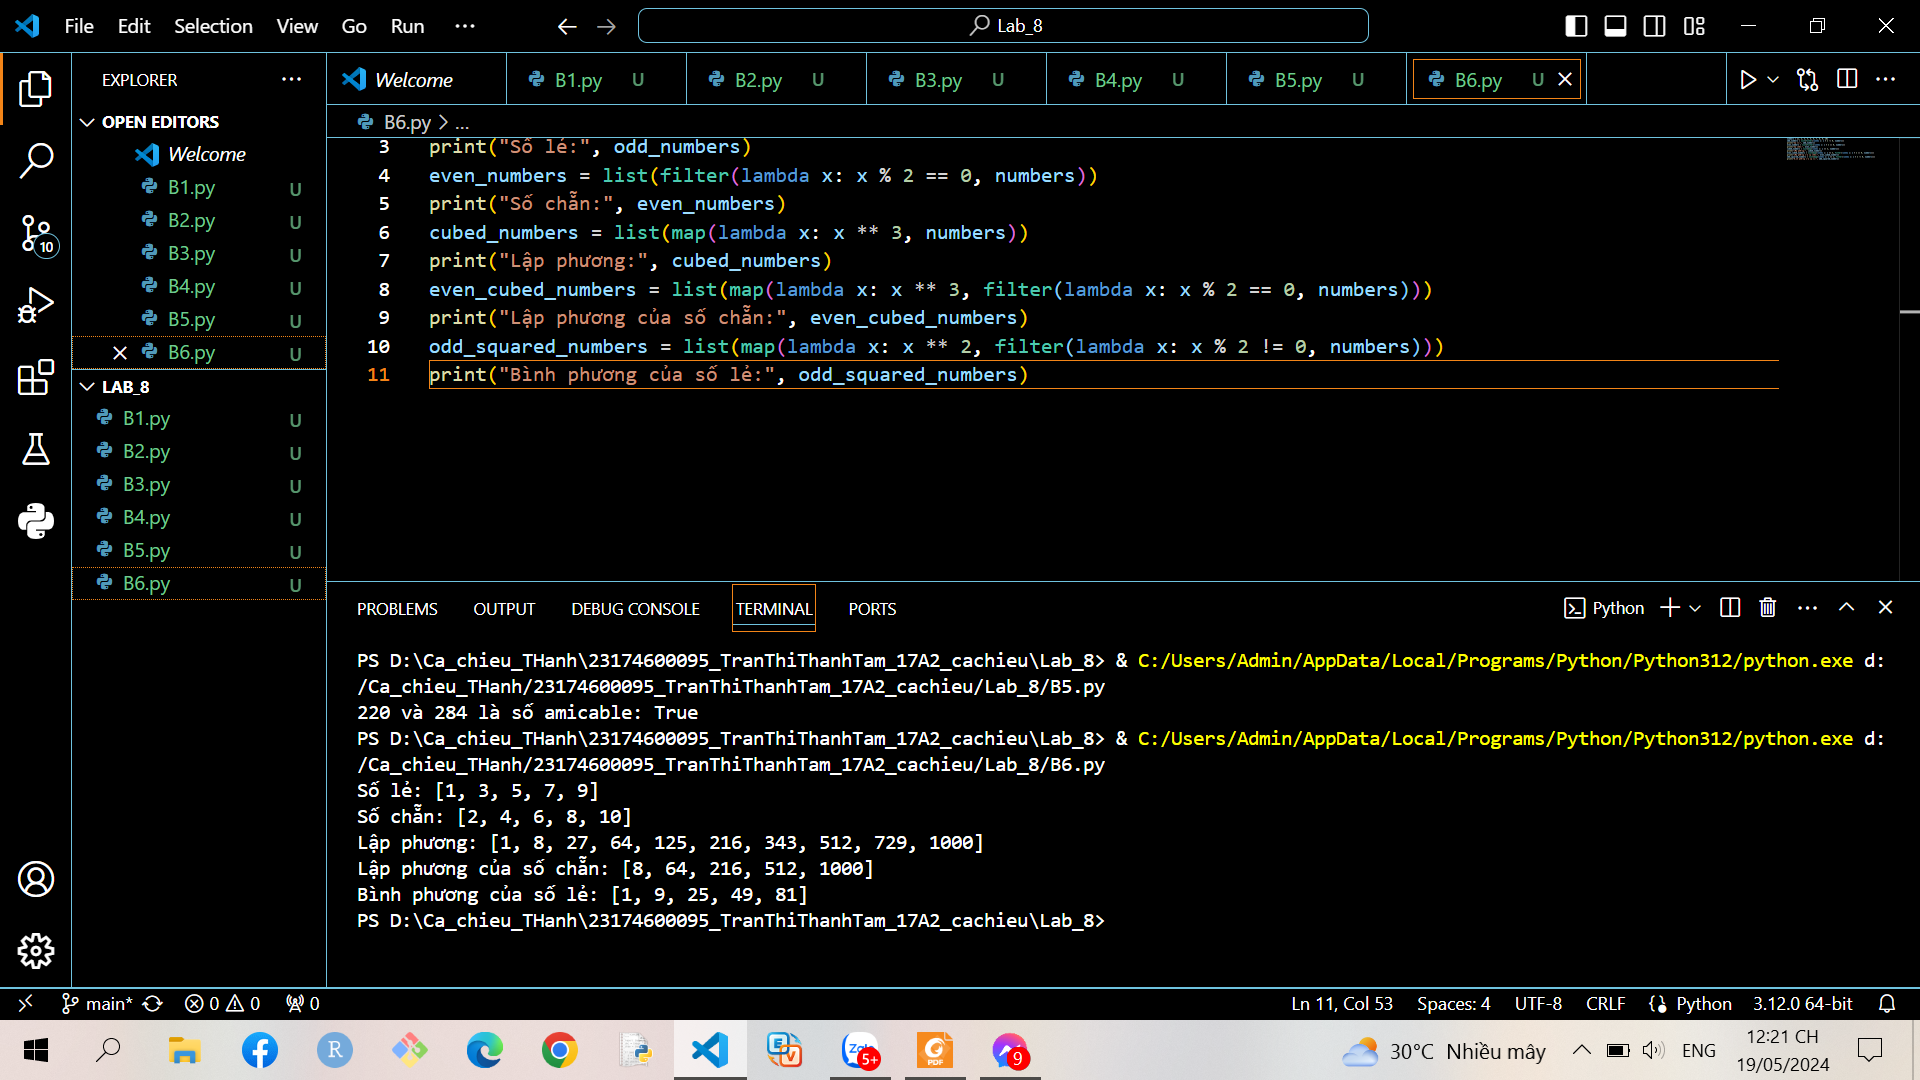 File Edit Selection View Go Run ... Lab_8
EXPLORER ...
Welcome B1.py U B2.py U B3.py U B4.py U B5.py U B6.py U
OPEN EDITORS
Welcome
B1.py U
B2.py U
B3.py U
B4.py U
B5.py U
B6.py U
LAB_8
B1.py U
B2.py U
B3.py U
B4.py U
B5.py U
B6.py U
10
B6.py > ...
3 print("Số lẻ:", odd_numbers)
4 even_numbers = list(filter(lambda x: x % 2 == 0, numbers))
5 print("Số chẵn:", even_numbers)
6 cubed_numbers = list(map(lambda x: x ** 3, numbers))
7 print("Lập phương:", cubed_numbers)
8 even_cubed_numbers = list(map(lambda x: x ** 3, filter(lambda x: x % 2 == 0, numbers)))
9 print("Lập phương của số chẵn:", even_cubed_numbers)
10 odd_squared_numbers = list(map(lambda x: x ** 2, filter(lambda x: x % 2 != 0, numbers)))
11 print("Bình phương của số lẻ:", odd_squared_numbers)
PROBLEMS OUTPUT DEBUG CONSOLE TERMINAL PORTS Python
PS D:\Ca_chieu_THanh\23174600095_TranThiThanhTam_17A2_cachieu\Lab_8> & C:/Users/Admin/AppData/Local/Programs/Python/Python312/python.exe d:
/Ca_chieu_THanh/23174600095_TranThiThanhTam_17A2_cachieu/Lab_8/B5.py
220 và 284 là số amicable: True
PS D:\Ca_chieu_THanh\23174600095_TranThiThanhTam_17A2_cachieu\Lab_8> & C:/Users/Admin/AppData/Local/Programs/Python/Python312/python.exe d:
/Ca_chieu_THanh/23174600095_TranThiThanhTam_17A2_cachieu/Lab_8/B6.py
Số lẻ: [1, 3, 5, 7, 9]
Số chẵn: [2, 4, 6, 8, 10]
Lập phương: [1, 8, 27, 64, 125, 216, 343, 512, 729, 1000]
Lập phương của số chẵn: [8, 64, 216, 512, 1000]
Bình phương của số lẻ: [1, 9, 25, 49, 81]
PS D:\Ca_chieu_THanh\23174600095_TranThiThanhTam_17A2_cachieu\Lab_8>
main* 0 0 0 Ln 11, Col 53 Spaces: 4 UTF-8 CRLF Python 3.12.0 64-bit
R PDF 5+ 9 30°C Nhiều mây ENG 12:21 CH
19/05/2024